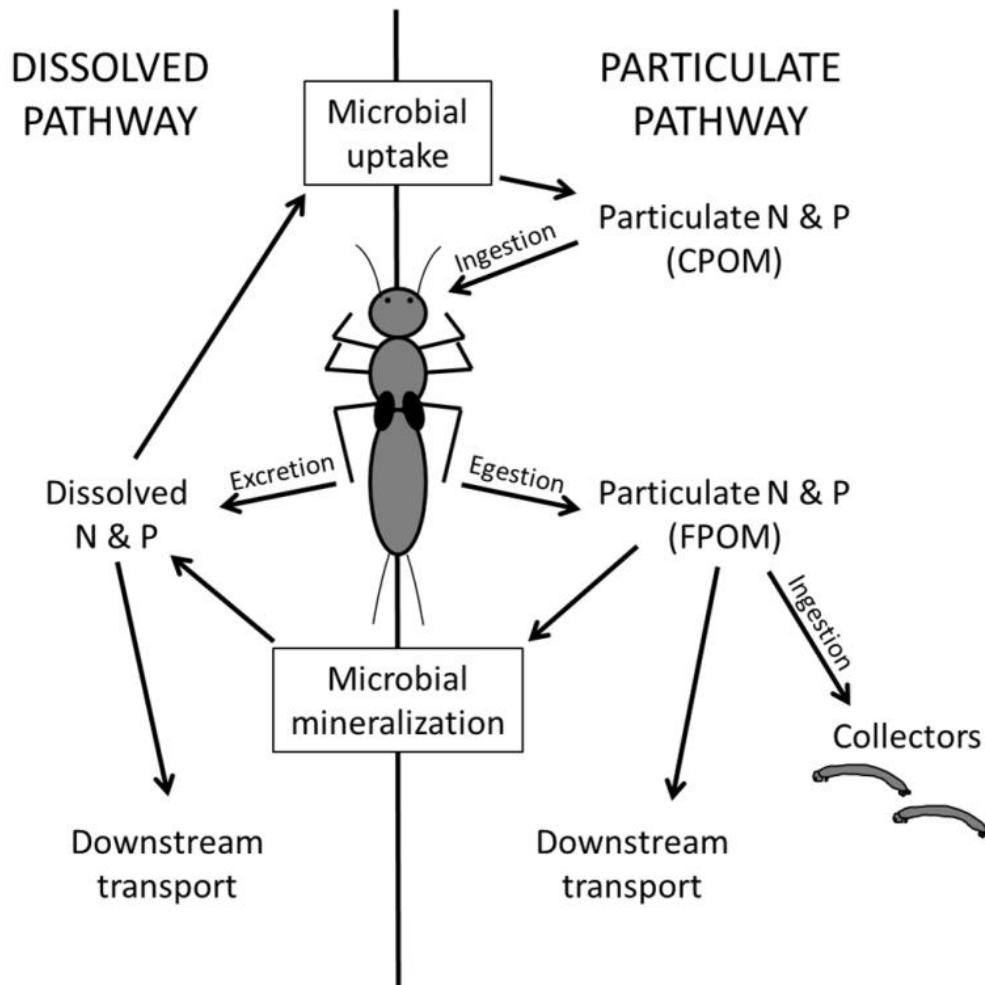 DISSOLVED
PATHWAY
PARTICULATE
PATHWAY
Microbial
uptake
Particulate N & P
(CPOM)
Ingestion
Excretion
Egestion
Dissolved
N & P
Particulate N & P
(FPOM)
Ingestion
Microbial
mineralization
Collectors
Downstream
transport
Downstream
transport